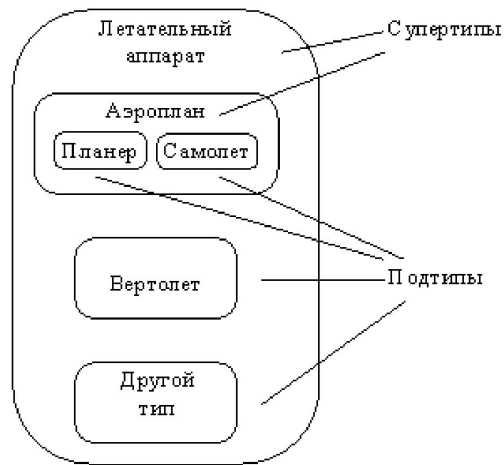 Летательный
аппарат
Супертипы
Аэроплан
Планер
Самолет
Вертолет
Подтипы
Другой
тип